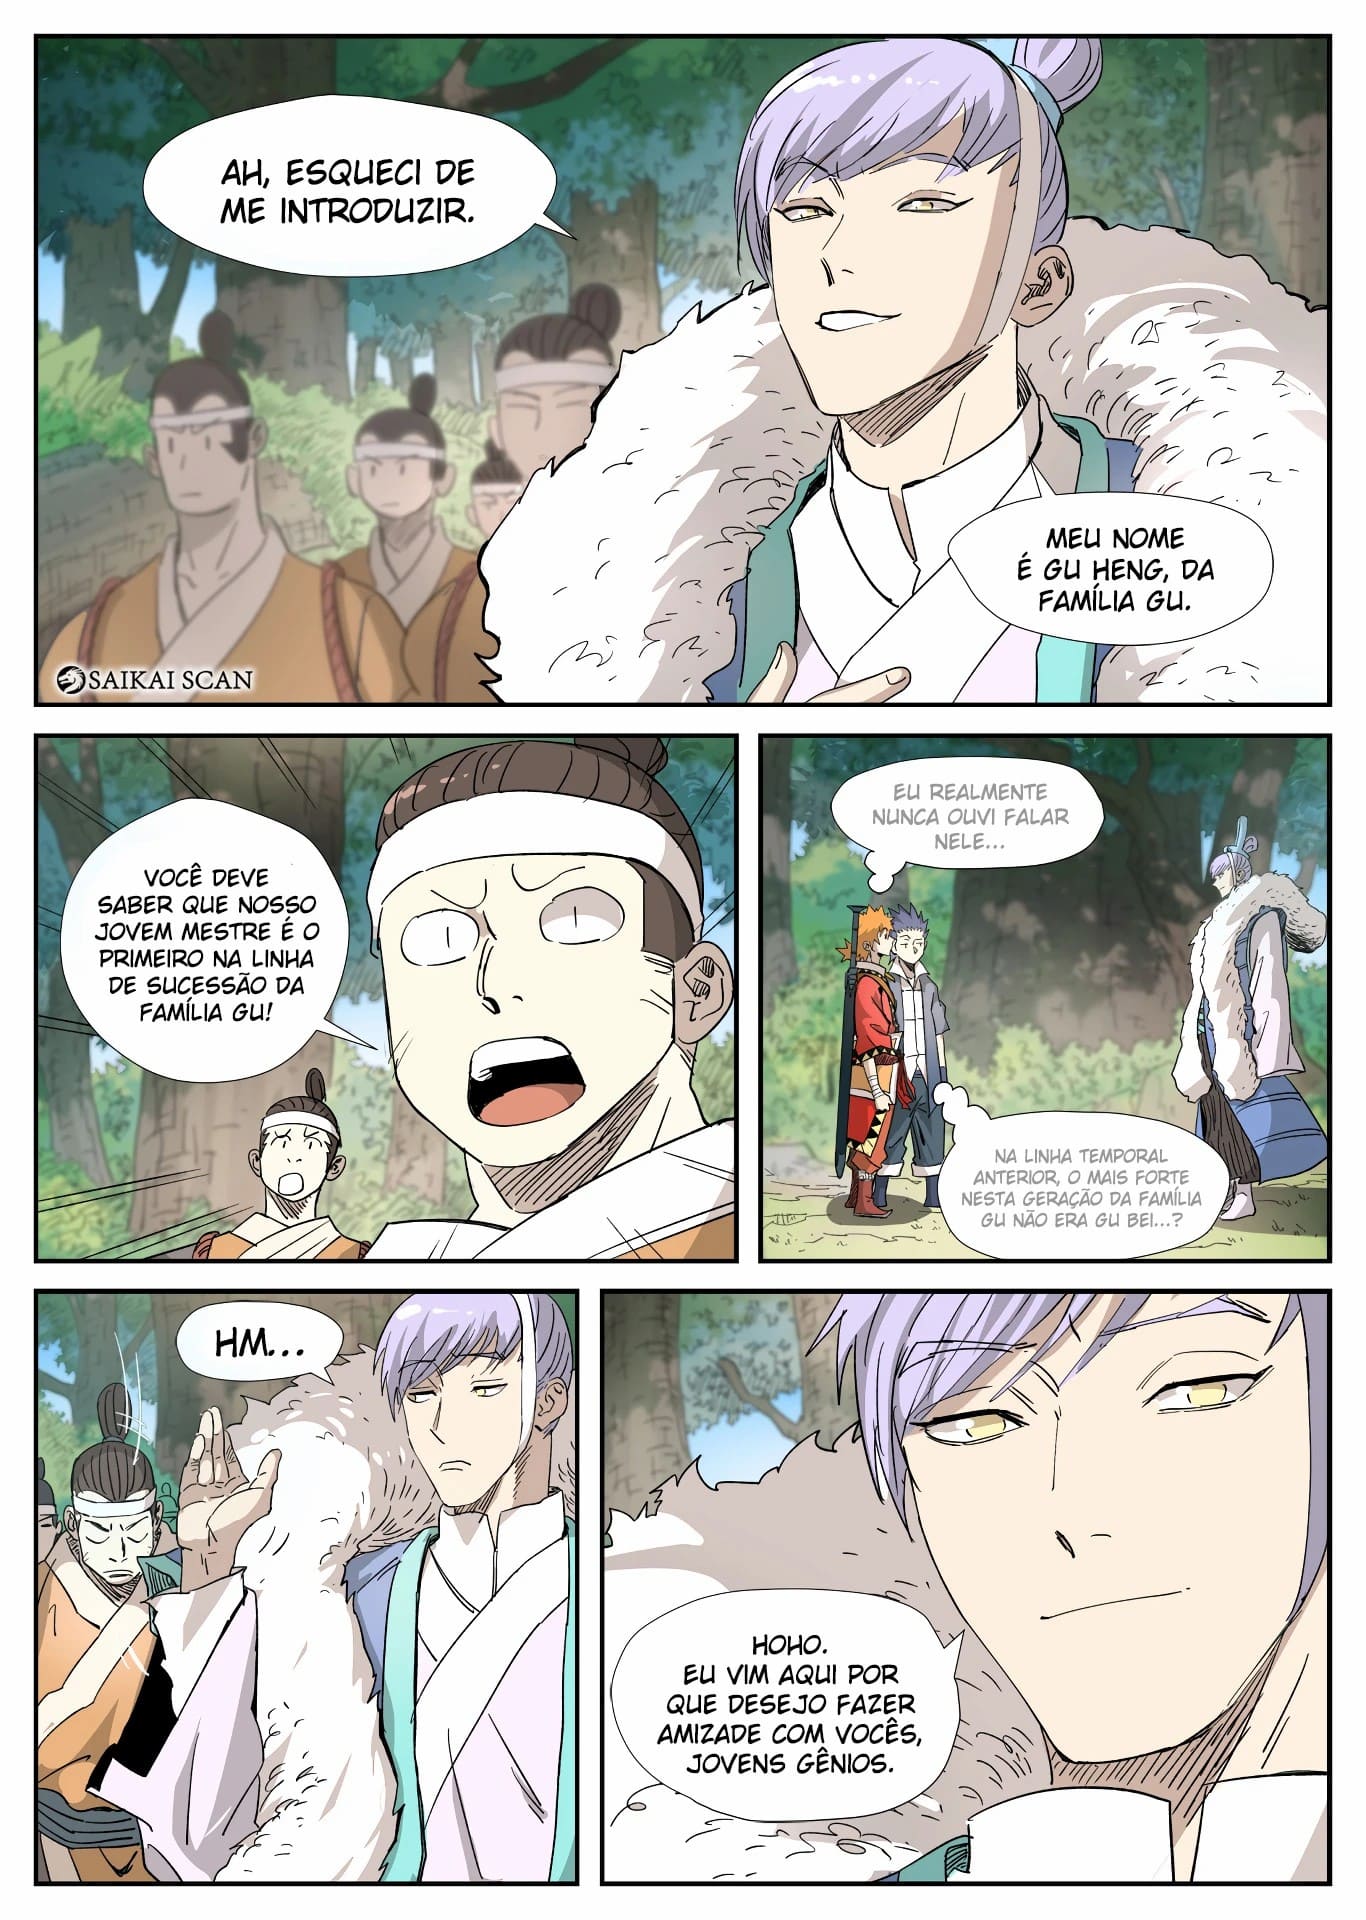 AH, ESQUECI DE
ME INTRODUZIR.
MEU NOME
É GU HENG, DA
FAMÍLIA GU.
SAIKAI SCAN
VOCÊ DEVE
SABER QUE NOSSO
JOVEM MESTRE É O
PRIMEIRO NA LINHA
DE SUCESSÃO DA
FAMÍLIA GU!
EU REALMENTE
NUNCA OUVI FALAR
NELE...
NA LINHA TEMPORAL
ANTERIOR, O MAIS FORTE
NESTA GERAÇÃO DA FAMÍLIA
GU NÃO ERA GU BEI...?
HM...
HOHO.
EU VIM AQUI POR
QUE DESEJO FAZER
AMIZADE COM VOCÊS,
JOVENS GÊNIOS.